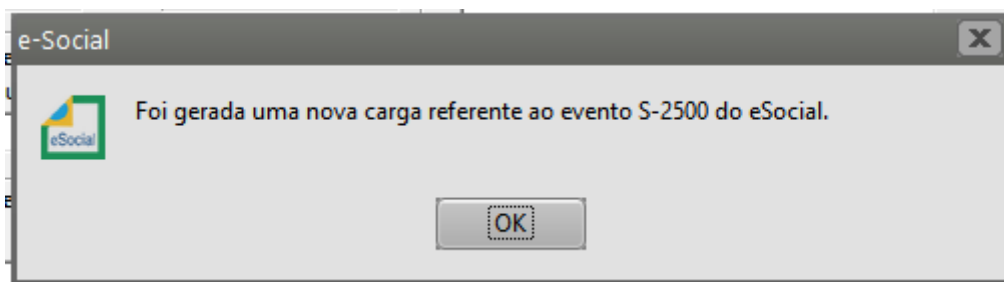 e-Social
Foi gerada uma nova carga referente ao evento S-2500 do eSocial.
eSocial
OK